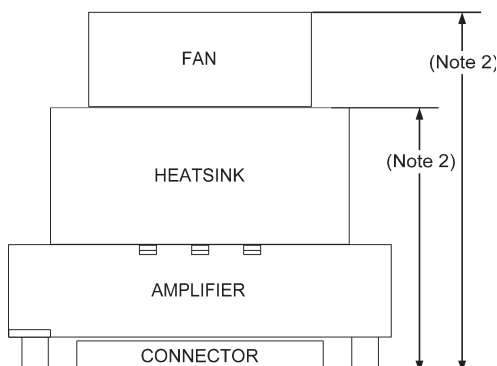 FAN
(Note 2)
(Note 2)
HEATSINK
AMPLIFIER
CONNECTOR